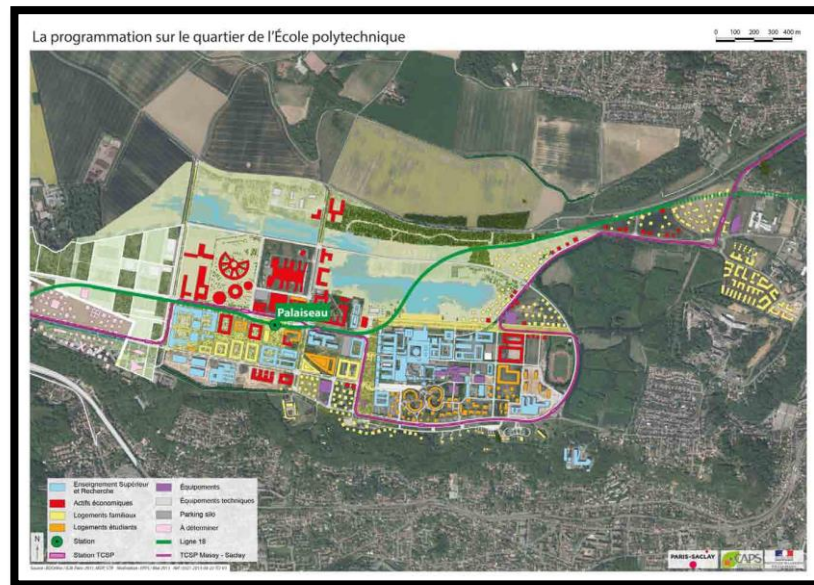 La programmation sur le quartier de l'École polytechnique
0 100 200 300 400 m
Palaiseau
Enseignement Supérieur
et Recherche
Actifs économiques
Logements familiaux
Logements étudiants
Station
Station TCSP
Équipements
Équipements techniques
Parking silo
À déterminer
Ligne 18
TCSP Massy - Saclay
N
PARIS-SACLAY
CAPS